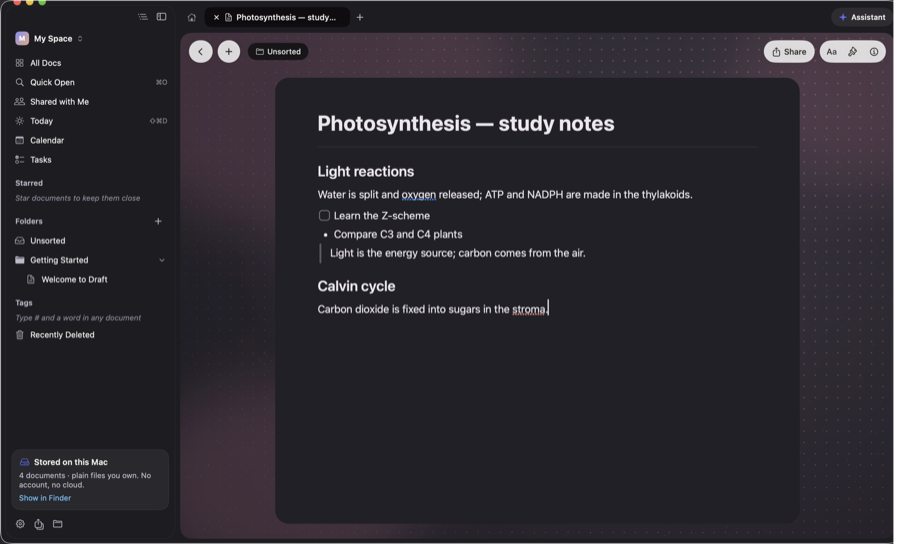 Photosynthesis — study...
Assistant
M
My Space
All Docs
Quick Open ⌘O
Shared with Me
Today ⇧⌘D
Calendar
Tasks
Starred
Star documents to keep them close
Folders
Unsorted
Getting Started
Welcome to Draft
Tags
Type # and a word in any document
Recently Deleted
Stored on this Mac
4 documents · plain files you own. No
account, no cloud.
Show in Finder
Unsorted
Share
Aa
Photosynthesis — study notes
Light reactions
Water is split and oxygen released; ATP and NADPH are made in the thylakoids.
Learn the Z-scheme
• Compare C3 and C4 plants
Light is the energy source; carbon comes from the air.
Calvin cycle
Carbon dioxide is fixed into sugars in the stroma.